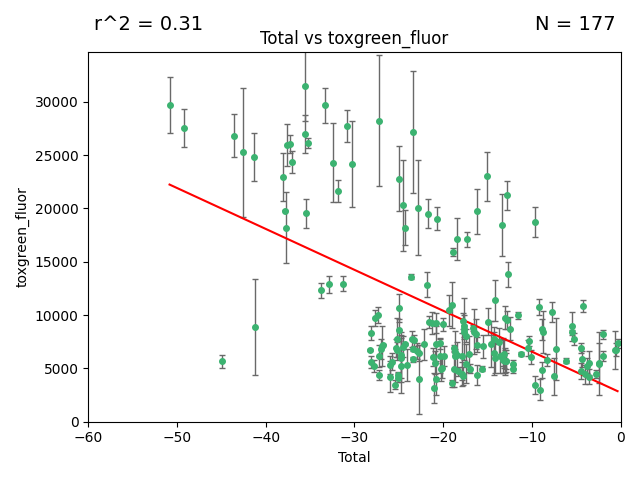 r^2 = 0.31
N = 177
Total vs toxgreen_fluor
toxgreen_fluor
30000
25000
20000
15000
10000
5000
0
−60
−50
−40
−30
−20
−10
0
Total